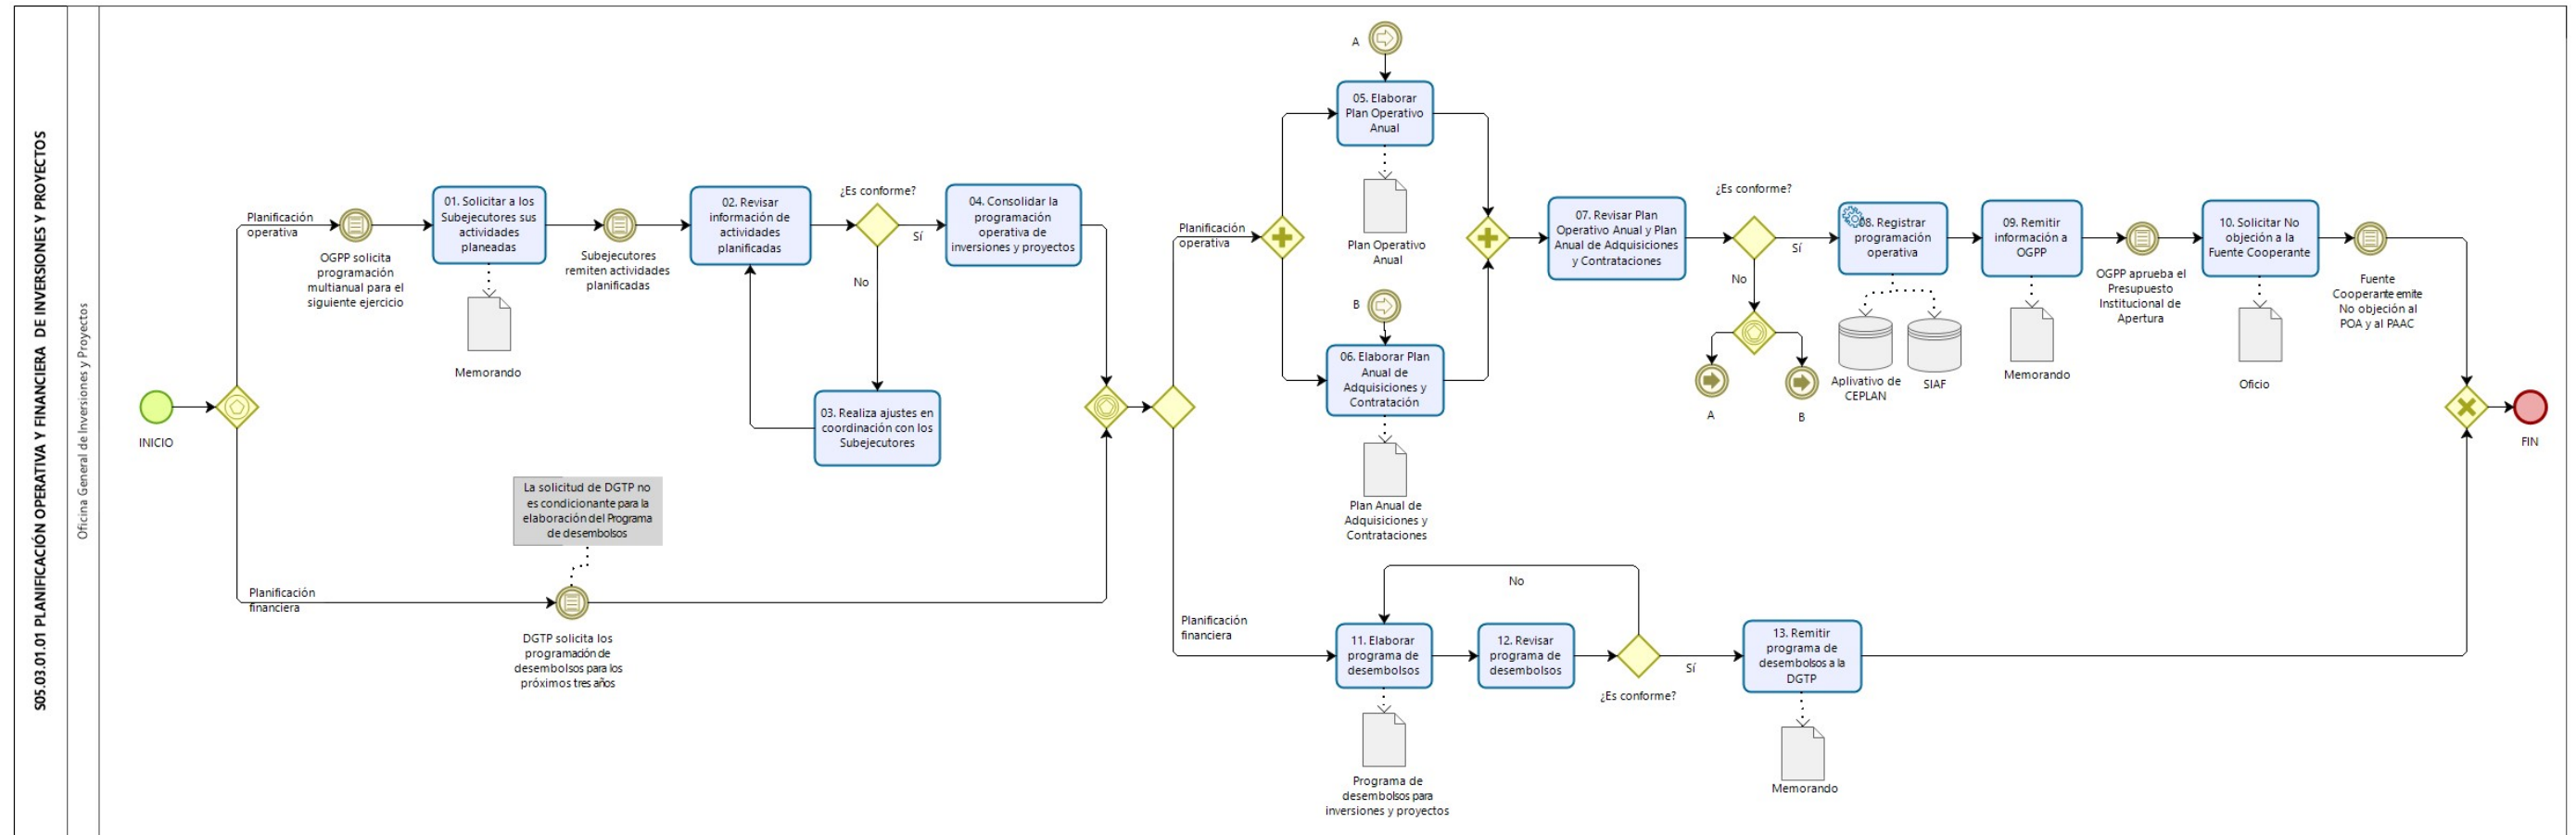 S05.03.01.01 PLANIFICACIÓN OPERATIVA Y FINANCIERA DE INVERSIONES Y PROYECTOS
Oficina General de Inversiones y Proyectos
INICIO
Planificación
operativa
OGPP solicita
programación
multianual para el
siguiente ejercicio
01. Solicitar a los
Subejecutores sus
actividades
planeadas
Memorando
Subejecutores
remiten actividades
planificadas
02. Revisar
información de
actividades
planificadas
¿Es conforme?
Sí
No
03. Realiza ajustes en
coordinación con los
Subejecutores
04. Consolidar la
programación
operativa de
inversiones y proyectos
Planificación
financiera
La solicitud de DGTP no
es condicionante para la
elaboración del Programa
de desembolsos
DGTP solicita los
programación de
desembolsos para los
próximos tres años
Planificación
operativa
A
05. Elaborar
Plan Operativo
Anual
Plan Operativo
Anual
B
06. Elaborar Plan
Anual de
Adquisiciones y
Contratación
Plan Anual de
Adquisiciones y
Contrataciones
07. Revisar Plan
Operativo Anual y Plan
Anual de Adquisiciones
y Contrataciones
¿Es conforme?
Sí
No
A
B
08. Registrar
programación
operativa
Aplivativo de
CEPLAN
SIAF
09. Remitir
información a
OGPP
Memorando
OGPP aprueba el
Presupuesto
Institucional de
Apertura
10. Solicitar No
objeción a la
Fuente Cooperante
Oficio
Fuente
Cooperante emite
No objeción al
POA y al PAAC
FIN
Planificación
financiera
11. Elaborar
programa de
desembolsos
Programa de
desembolsos para
inversiones y proyectos
12. Revisar
programa de
desembolsos
No
¿Es conforme?
Sí
13. Remitir
programa de
desembolsos a la
DGTP
Memorando